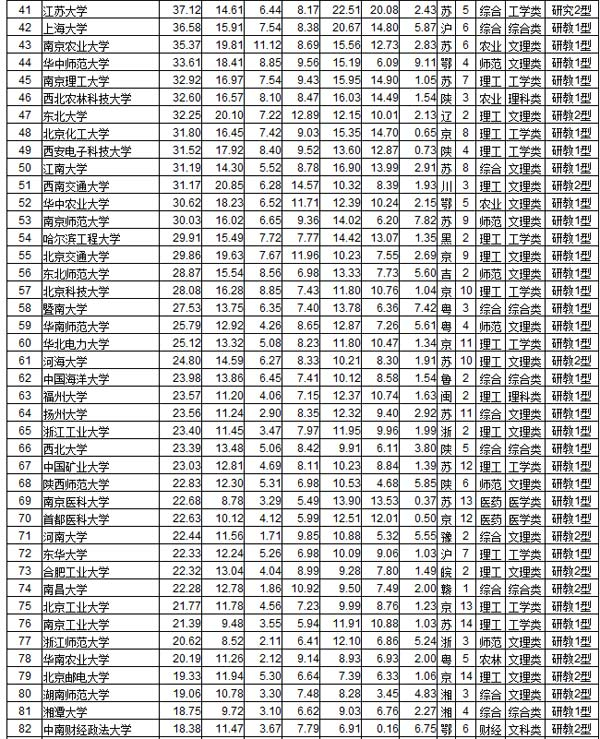 41 江苏大学 37.12 14.61 6.44 8.17 22.51 20.08 2.43 苏 5 综合 工学类 研究2型
42 上海大学 36.58 15.91 7.54 8.38 20.67 14.80 5.87 沪 6 综合 综合类 研教1型
43 南京农业大学 35.37 19.81 11.12 8.69 15.56 12.73 2.83 苏 6 农业 文理类 研教1型
44 华中师范大学 33.61 18.41 8.85 9.56 15.19 6.09 9.11 鄂 4 师范 文理类 研教1型
45 南京理工大学 32.92 16.97 7.54 9.43 15.95 14.90 1.05 苏 7 理工 工学类 研教1型
46 西北农林科技大学 32.60 16.57 8.10 8.47 16.03 14.49 1.54 陕 3 农业 理科类 研教1型
47 东北大学 32.25 20.10 7.22 12.89 12.15 10.01 2.13 辽 2 理工 文理类 研教2型
48 北京化工大学 31.80 16.45 7.42 9.03 15.35 14.70 0.65 京 8 理工 工学类 研教1型
49 西安电子科技大学 31.52 17.92 8.40 9.52 13.60 12.87 0.73 陕 4 理工 工学类 研教1型
50 江南大学 31.19 14.30 5.52 8.78 16.90 13.99 2.91 苏 8 综合 文理类 研教1型
51 西南交通大学 31.17 20.85 6.28 14.57 10.32 8.39 1.93 川 3 理工 文理类 研教2型
52 华中农业大学 30.62 18.23 6.52 11.71 12.39 10.24 2.15 鄂 5 农业 文理类 研教1型
53 南京师范大学 30.03 16.02 6.65 9.36 14.02 6.20 7.82 苏 9 师范 文理类 研教1型
54 哈尔滨工程大学 29.91 15.49 7.72 7.77 14.42 13.07 1.35 黑 2 理工 工学类 研教1型
55 北京交通大学 29.86 19.63 7.67 11.96 10.23 7.55 2.69 京 9 理工 文理类 研教1型
56 东北师范大学 28.87 15.54 8.56 6.98 13.33 7.73 5.60 吉 2 师范 文理类 研教1型
57 北京科技大学 28.08 16.28 8.85 7.43 11.80 10.76 1.04 京 10 理工 工学类 研教1型
58 暨南大学 27.53 13.75 6.35 7.40 13.78 6.36 7.42 粤 3 综合 综合类 研教1型
59 华南师范大学 25.79 12.92 4.26 8.65 12.87 7.26 5.61 粤 4 师范 文理类 研教1型
60 华北电力大学 25.12 13.32 5.08 8.23 11.80 10.47 1.34 京 11 理工 工学类 研教1型
61 河海大学 24.80 14.59 6.27 8.33 10.21 8.30 1.91 苏 10 理工 文理类 研教2型
62 中国海洋大学 23.98 13.86 6.45 7.41 10.12 8.58 1.54 鲁 2 综合 综合类 研教1型
63 福州大学 23.57 11.20 4.06 7.15 12.37 10.74 1.63 闽 2 理工 理科类 研教1型
64 扬州大学 23.56 11.24 2.90 8.35 12.32 9.40 2.92 苏 11 综合 文理类 研教1型
65 浙江工业大学 23.40 11.45 3.47 7.97 11.95 9.96 1.99 浙 2 理工 文理类 研教1型
66 西北大学 23.39 13.48 5.06 8.42 9.91 6.11 3.80 陕 5 综合 综合类 研教1型
67 中国矿业大学 23.03 12.81 4.69 8.11 10.23 8.84 1.39 苏 12 理工 工学类 研教1型
68 陕西师范大学 22.83 12.30 5.31 6.98 10.53 4.68 5.85 陕 6 师范 文理类 研教1型
69 南京医科大学 22.68 8.78 3.29 5.49 13.90 13.53 0.37 苏 13 医药 医学类 研教1型
70 首都医科大学 22.63 10.12 4.12 5.99 12.51 12.01 0.50 京 12 医药 医学类 研教1型
71 河南大学 22.44 11.56 1.71 9.85 10.88 5.32 5.55 豫 2 综合 文理类 研教2型
72 东华大学 22.33 12.24 5.26 6.98 10.09 9.06 1.03 沪 7 理工 工学类 研教1型
73 合肥工业大学 22.32 13.04 4.04 8.99 9.28 7.80 1.49 皖 2 理工 文理类 研教2型
74 南昌大学 22.28 12.78 1.86 10.92 9.50 7.49 2.00 赣 1 综合 综合类 研教2型
75 北京工业大学 21.77 11.78 4.56 7.23 9.99 8.76 1.23 京 13 理工 工学类 研教1型
76 南京工业大学 21.39 9.48 3.55 5.94 11.91 10.88 1.03 苏 14 理工 工学类 研教1型
77 浙江师范大学 20.62 8.52 2.11 6.41 12.10 6.86 5.24 浙 3 师范 文理类 研教1型
78 华南农业大学 20.19 11.26 2.12 9.14 8.93 6.93 2.00 粤 5 农林 文理类 研教2型
79 北京邮电大学 19.33 11.94 5.30 6.64 7.39 6.33 1.06 京 14 理工 文理类 研教2型
80 湖南师范大学 19.06 10.78 3.30 7.48 8.28 3.45 4.83 湘 3 综合 文理类 研教2型
81 湘潭大学 18.75 9.72 3.10 6.62 9.03 6.76 2.27 湘 4 综合 综合类 研教1型
82 中南财经政法大学 18.38 11.47 3.67 7.79 6.91 0.16 6.75 鄂 6 财经 文科类 研教2型